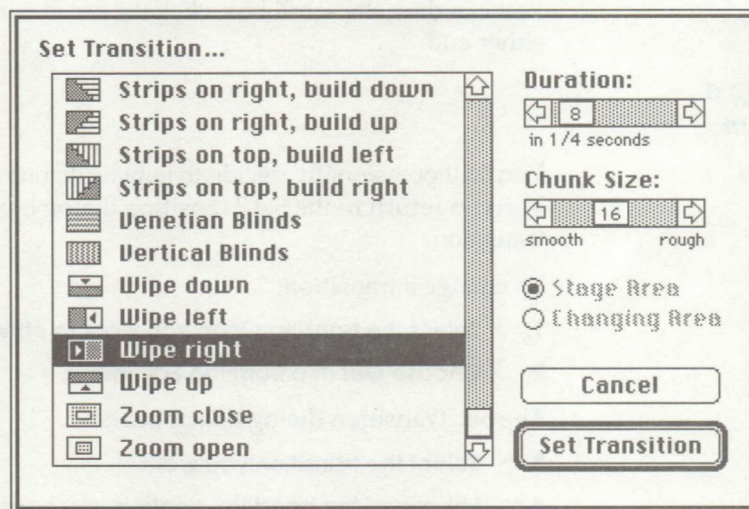 Set Transition...
Strips on right, build down
Strips on right, build up
Strips on top, build left
Strips on top, build right
Venetian Blinds
Vertical Blinds
Wipe down
Wipe left
Wipe right
Wipe up
Zoom close
Zoom open
Duration:
8
in 1/4 seconds
Chunk Size:
16
smooth rough
Stage Area
Changing Area
Cancel
Set Transition